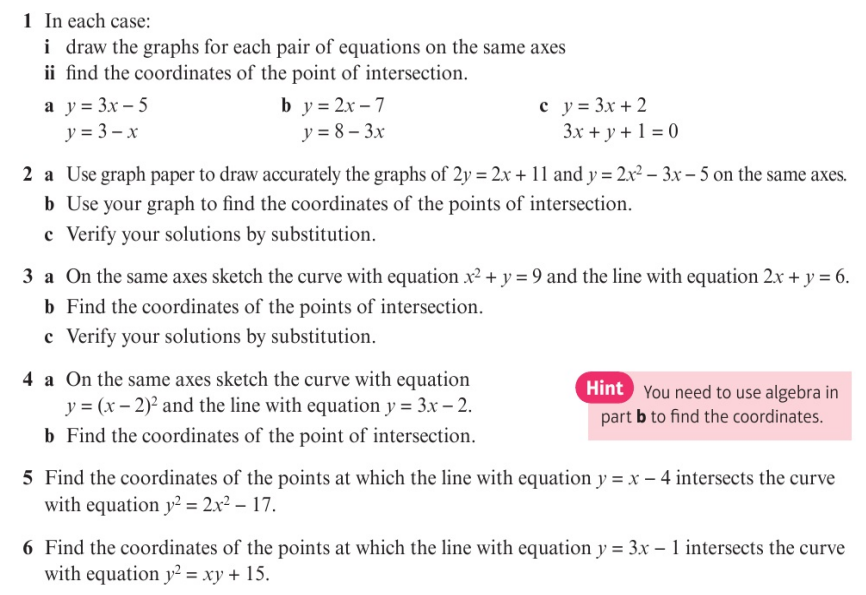 1 In each case:
i draw the graphs for each pair of equations on the same axes
ii find the coordinates of the point of intersection.
a y = 3x – 5 b y = 2x – 7 c y = 3x + 2
y = 3 – x y = 8 – 3x 3x + y + 1 = 0
2 a Use graph paper to draw accurately the graphs of 2y = 2x + 11 and y = 2x² – 3x – 5 on the same axes.
b Use your graph to find the coordinates of the points of intersection.
c Verify your solutions by substitution.
3 a On the same axes sketch the curve with equation x² + y = 9 and the line with equation 2x + y = 6.
b Find the coordinates of the points of intersection.
c Verify your solutions by substitution.
4 a On the same axes sketch the curve with equation
y = (x – 2)² and the line with equation y = 3x – 2.
b Find the coordinates of the point of intersection.
Hint You need to use algebra in
part b to find the coordinates.
5 Find the coordinates of the points at which the line with equation y = x – 4 intersects the curve
with equation y² = 2x² – 17.
6 Find the coordinates of the points at which the line with equation y = 3x – 1 intersects the curve
with equation y² = xy + 15.